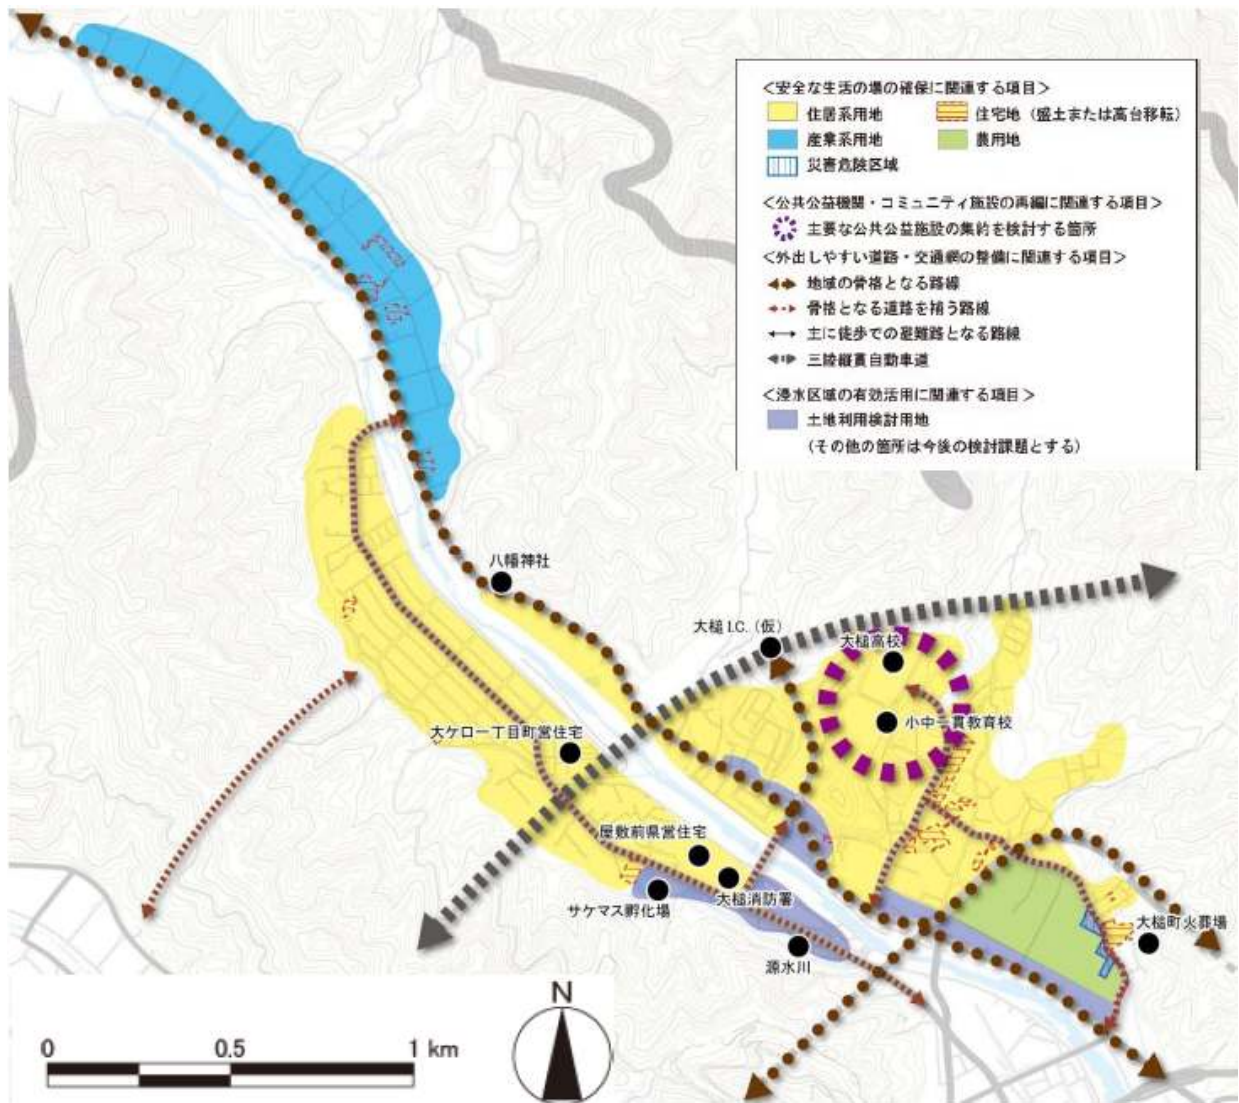 <安全な生活の場の確保に関連する項目>
住居系用地
住宅地(盛土または高台移転)
産業系用地
農用地
災害危険区域
<公共公益機関・コミュニティ施設の再編に関連する項目>
主要な公共公益施設の集約を検討する箇所
<外出しやすい道路・交通網の整備に関連する項目>
地域の骨格となる路線
骨格となる道路を補う路線
主に徒歩での避難路となる路線
三陸縦貫自動車道
<浸水区域の有効活用に関連する項目>
土地利用検討用地
(その他の箇所は今後の検討課題とする)
八幡神社
大槌I.C.(仮)
大槌高校
小中一貫教育校
大ケ口一丁目町営住宅
屋敷前県営住宅
大槌消防署
サケマス孵化場
源水川
大槌町火葬場
N
0 0.5 1 km